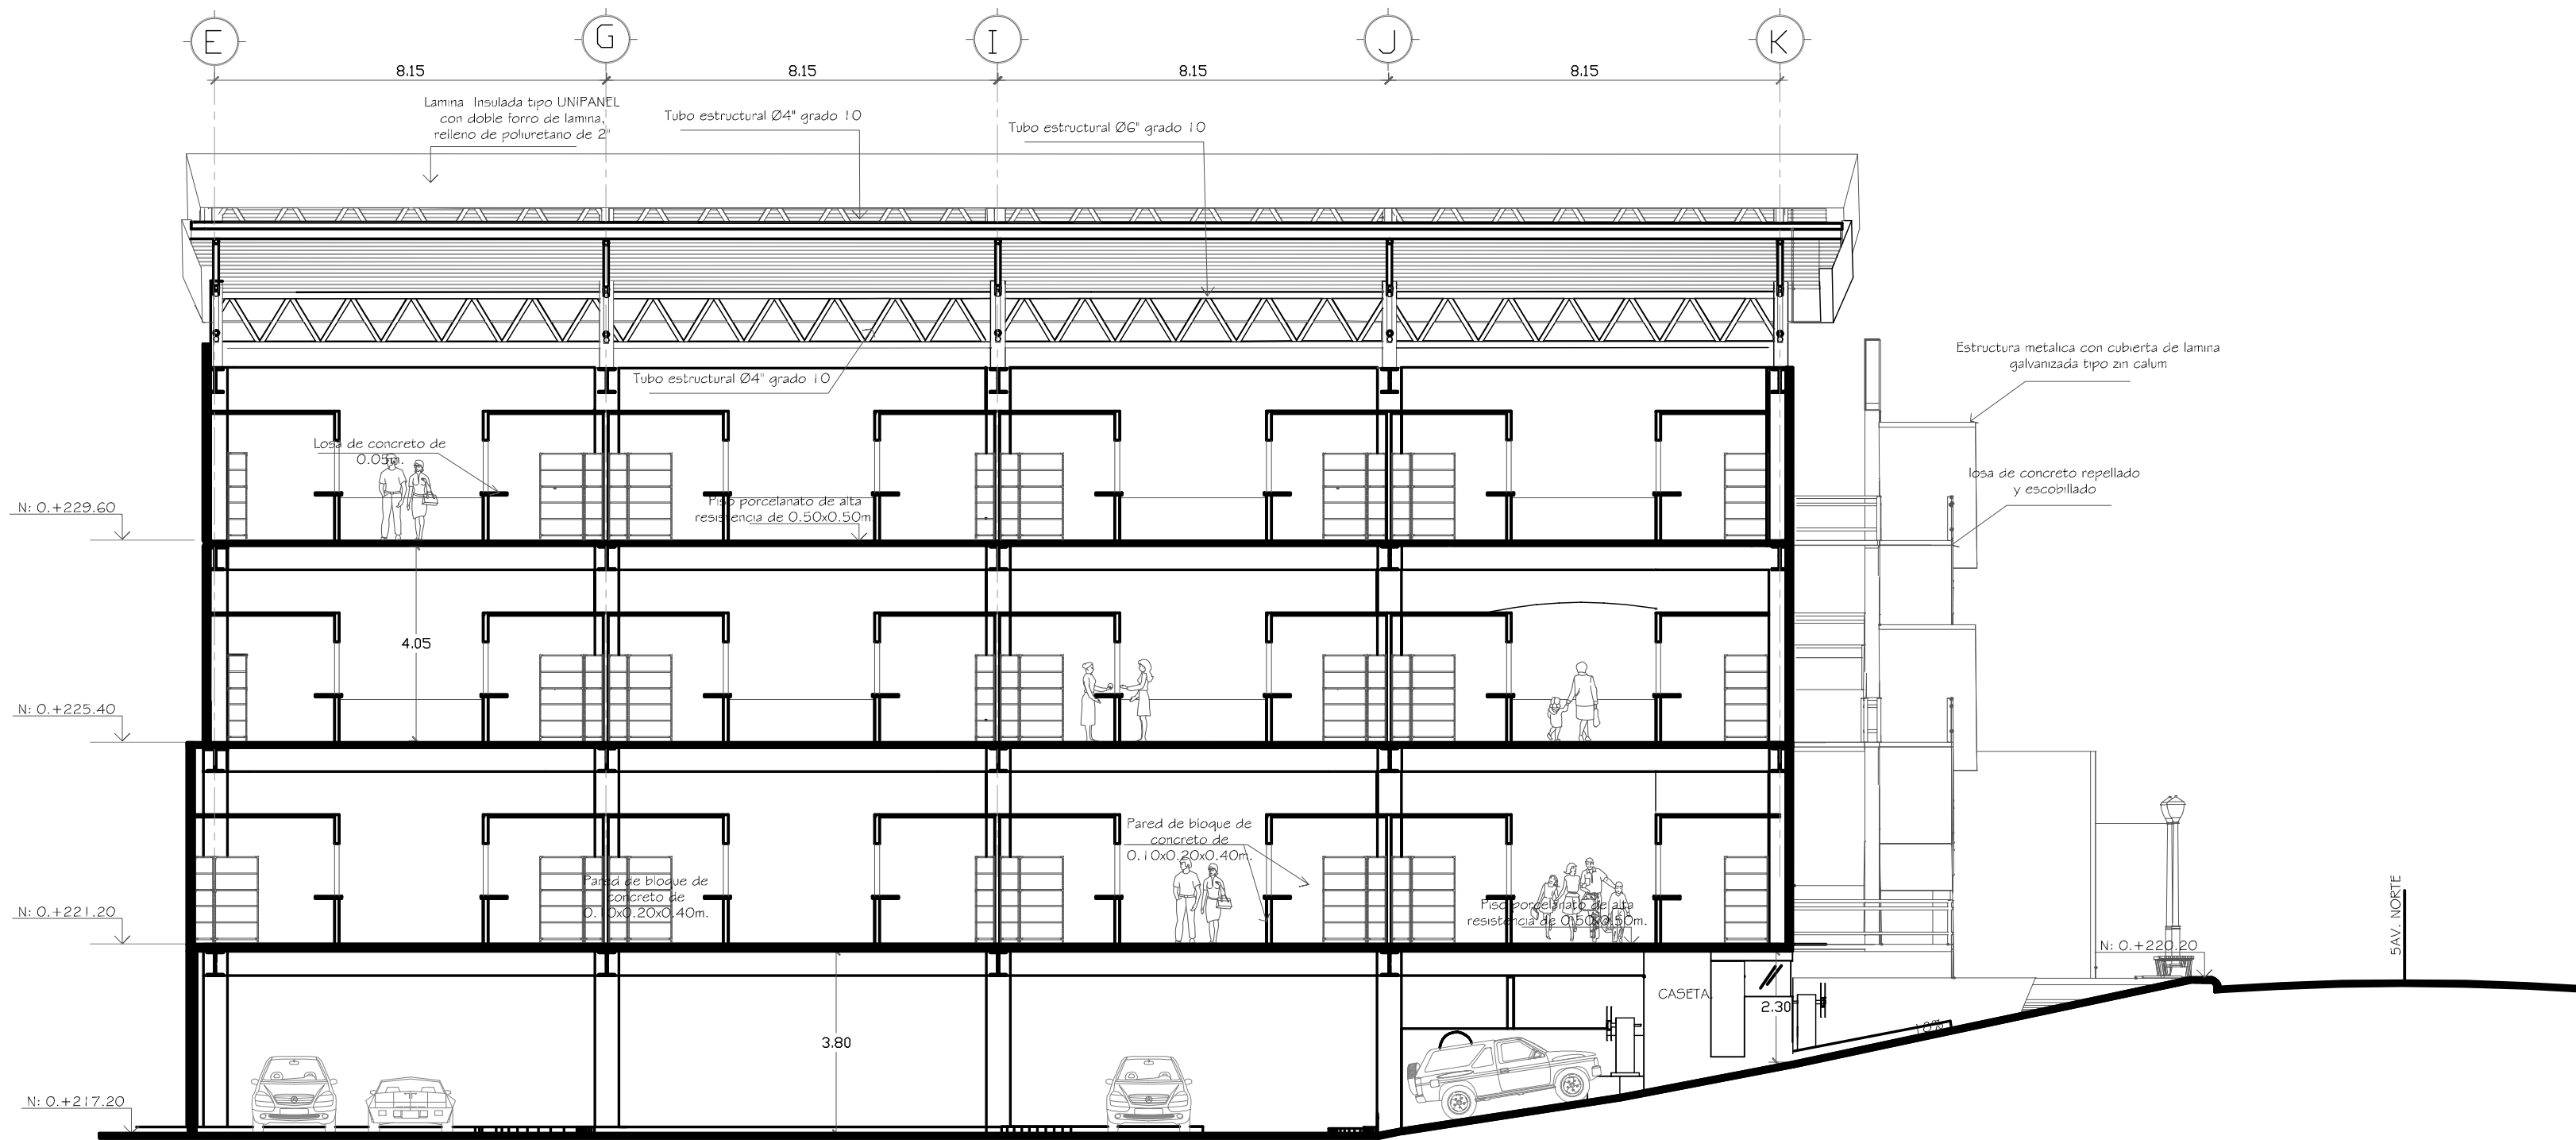 E
G
I
J
K
8.15
8.15
8.15
8.15
Lamina Insulada tipo UNIPANEL
con doble forro de lamina,
relleno de poliuretano de 2"
Tubo estructural Ø4" grado 10
Tubo estructural Ø6" grado 10
Tubo estructural Ø4" grado 10
Estructura metalica con cubierta de lamina
galvanizada tipo zin calum
Losa de concreto de
0.05m.
losa de concreto repellado
y escobillado
Piso porcelanato de alta
resistencia de 0.50x0.50m
N: 0.+229.60
4.05
N: 0.+225.40
Pared de bloque de
concreto de
0.10x0.20x0.40m.
Pared de bloque de
concreto de
0.10x0.20x0.40m.
Piso porcelanato de alta
resistencia de 0.50x0.50m.
N: 0.+221.20
N: 0.+220.20
5AV. NORTE
CASETA
2.30
10%
3.80
N: 0.+217.20